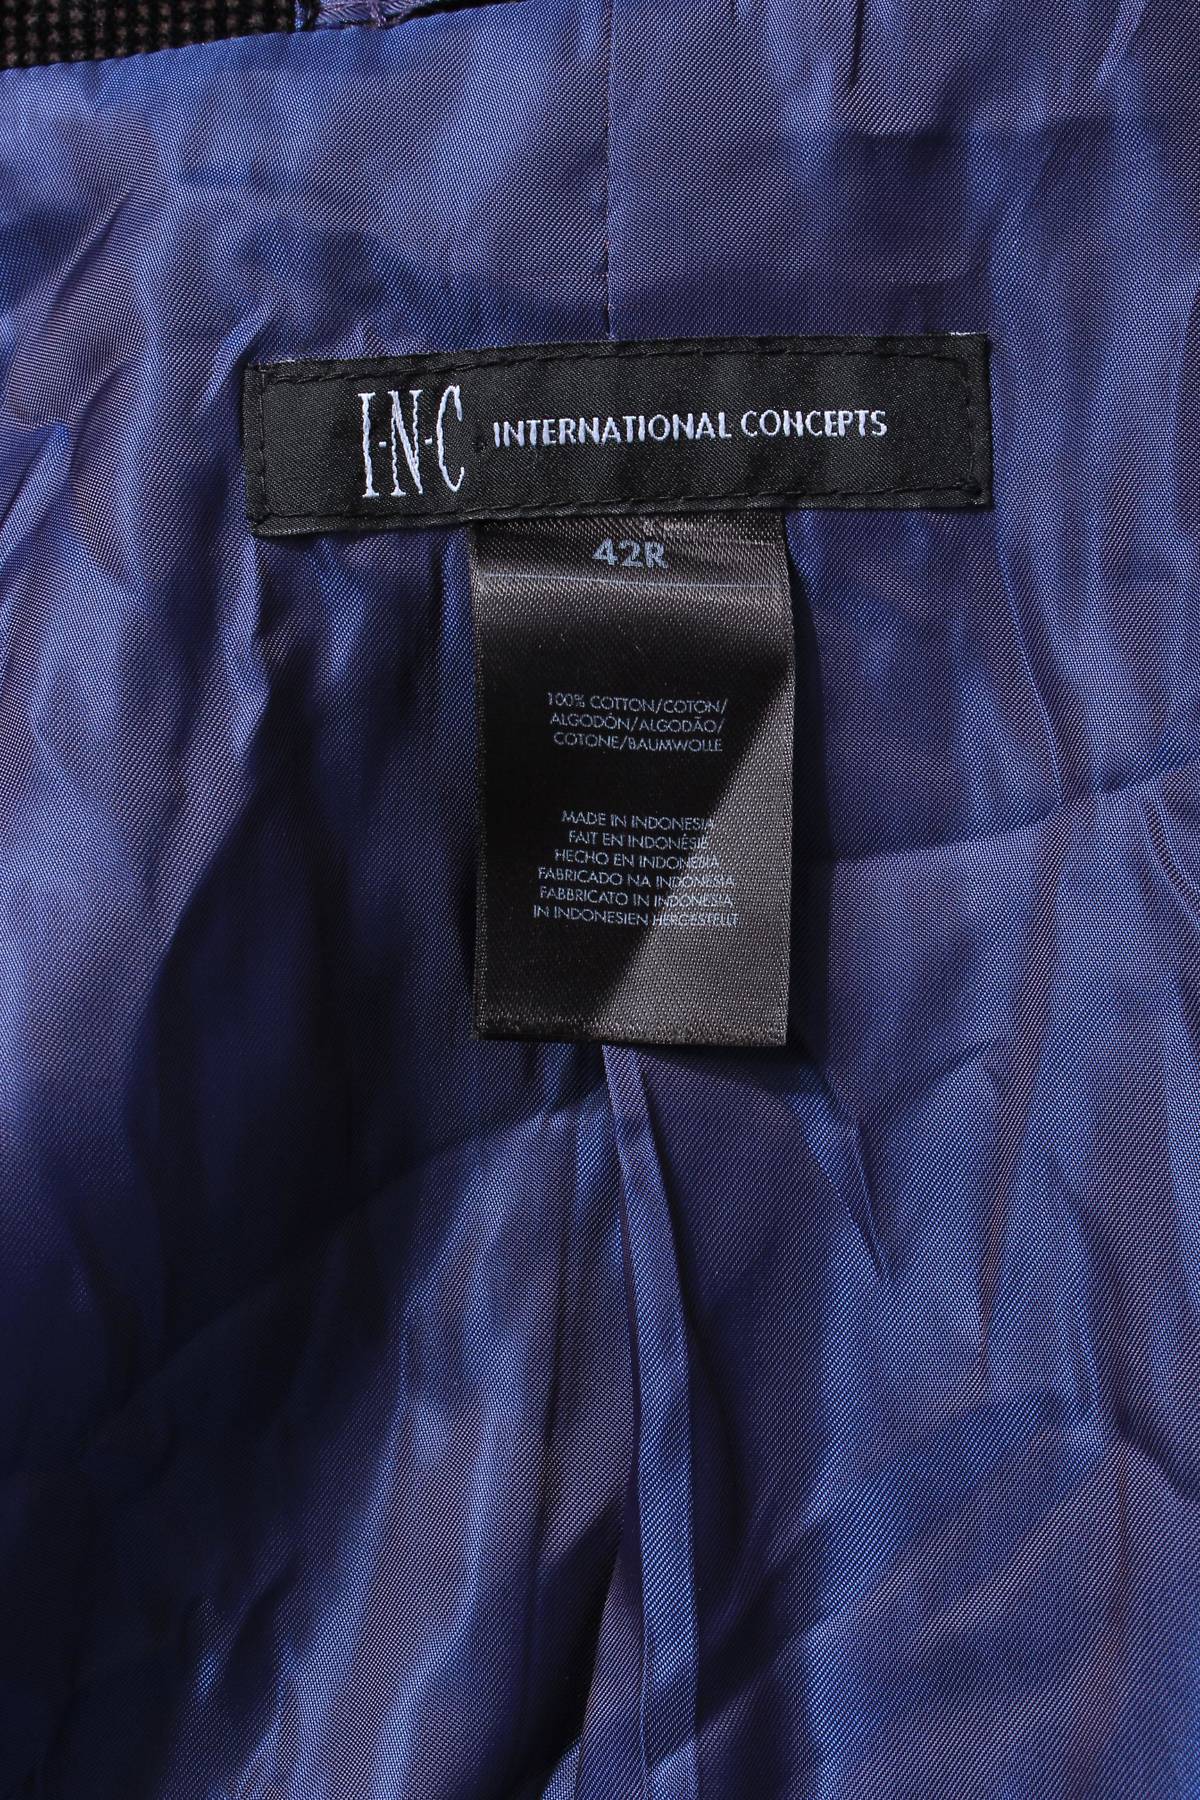 I·N·C INTERNATIONAL CONCEPTS
42R
100% COTTON/COTON/
ALGODÓN/ALGODÃO/
COTONE/BAUMWOLLE
MADE IN INDONESIA
FAIT EN INDONÉSIE
HECHO EN INDONESIA
FABRICADO NA INDONESIA
FABBRICATO IN INDONESIA
IN INDONESIEN HERGESTELLT